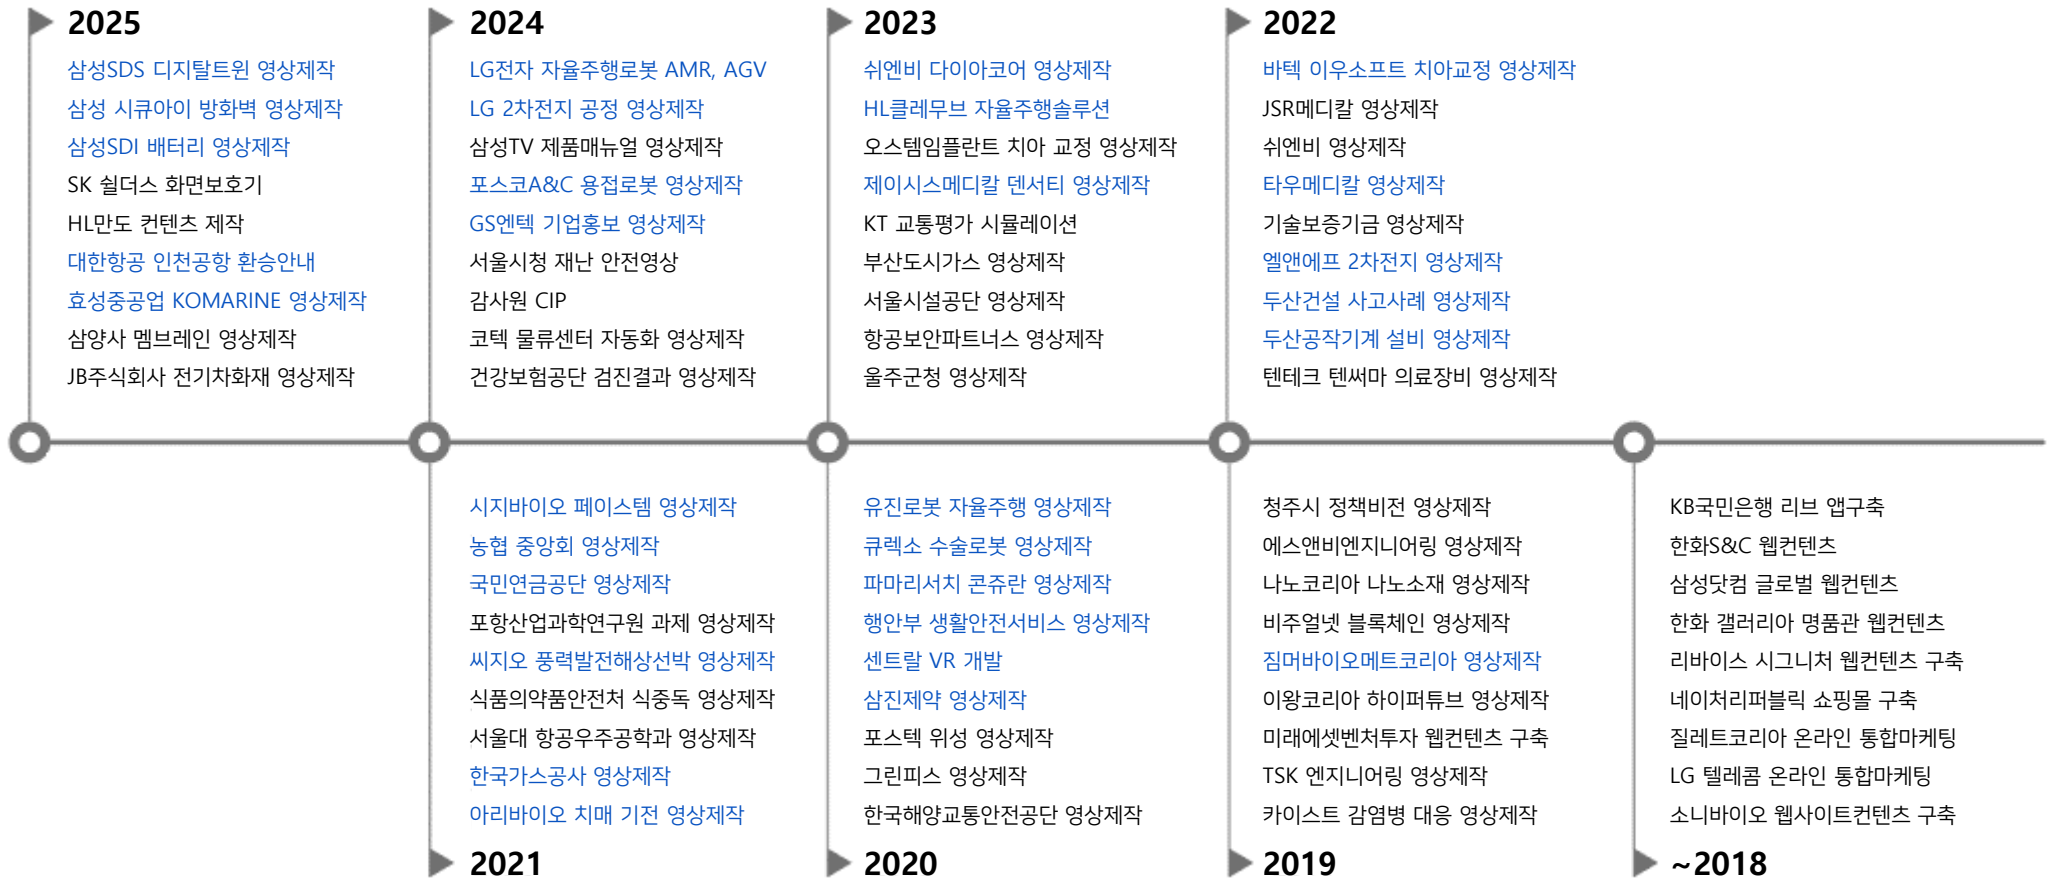 2025
삼성SDS 디지탈트윈 영상제작
삼성 시큐아이 방화벽 영상제작
삼성SDI 배터리 영상제작
SK 쉴더스 화면보호기
HL만도 컨텐츠 제작
대한항공 인천공항 환승안내
효성중공업 KOMARINE 영상제작
삼양사 멤브레인 영상제작
JB주식회사 전기차화재 영상제작
2024
LG전자 자율주행로봇 AMR, AGV
LG 2차전지 공정 영상제작
삼성TV 제품매뉴얼 영상제작
포스코A&C 용접로봇 영상제작
GS엔텍 기업홍보 영상제작
서울시청 재난 안전영상
감사원 CIP
코텍 물류센터 자동화 영상제작
건강보험공단 검진결과 영상제작
2023
쉬엔비 다이아코어 영상제작
HL클레무브 자율주행솔루션
오스템임플란트 치아 교정 영상제작
제이시스메디칼 덴서티 영상제작
KT 교통평가 시뮬레이션
부산도시가스 영상제작
서울시설공단 영상제작
항공보안파트너스 영상제작
울주군청 영상제작
2022
바텍 이우소프트 치아교정 영상제작
JSR메디칼 영상제작
쉬엔비 영상제작
타우메디칼 영상제작
기술보증기금 영상제작
엘앤에프 2차전지 영상제작
두산건설 사고사례 영상제작
두산공작기계 설비 영상제작
텐테크 텐써마 의료장비 영상제작
시지바이오 페이스템 영상제작
농협 중앙회 영상제작
국민연금공단 영상제작
포항산업과학연구원 과제 영상제작
씨지오 풍력발전해상선박 영상제작
식품의약품안전처 식중독 영상제작
서울대 항공우주공학과 영상제작
한국가스공사 영상제작
아리바이오 치매 기전 영상제작
2021
유진로봇 자율주행 영상제작
큐렉소 수술로봇 영상제작
파마리서치 콘쥬란 영상제작
행안부 생활안전서비스 영상제작
센트랄 VR 개발
삼진제약 영상제작
포스텍 위성 영상제작
그린피스 영상제작
한국해양교통안전공단 영상제작
2020
청주시 정책비전 영상제작
에스앤비엔지니어링 영상제작
나노코리아 나노소재 영상제작
비주얼넷 블록체인 영상제작
짐머바이오메트코리아 영상제작
이왕코리아 하이퍼튜브 영상제작
미래에셋벤처투자 웹컨텐츠 구축
TSK 엔지니어링 영상제작
카이스트 감염병 대응 영상제작
2019
KB국민은행 리브 앱구축
한화S&C 웹컨텐츠
삼성닷컴 글로벌 웹컨텐츠
한화 갤러리아 명품관 웹컨텐츠
리바이스 시그니처 웹컨텐츠 구축
네이처리퍼블릭 쇼핑몰 구축
질레트코리아 온라인 통합마케팅
LG 텔레콤 온라인 통합마케팅
소니바이오 웹사이트컨텐츠 구축
~2018